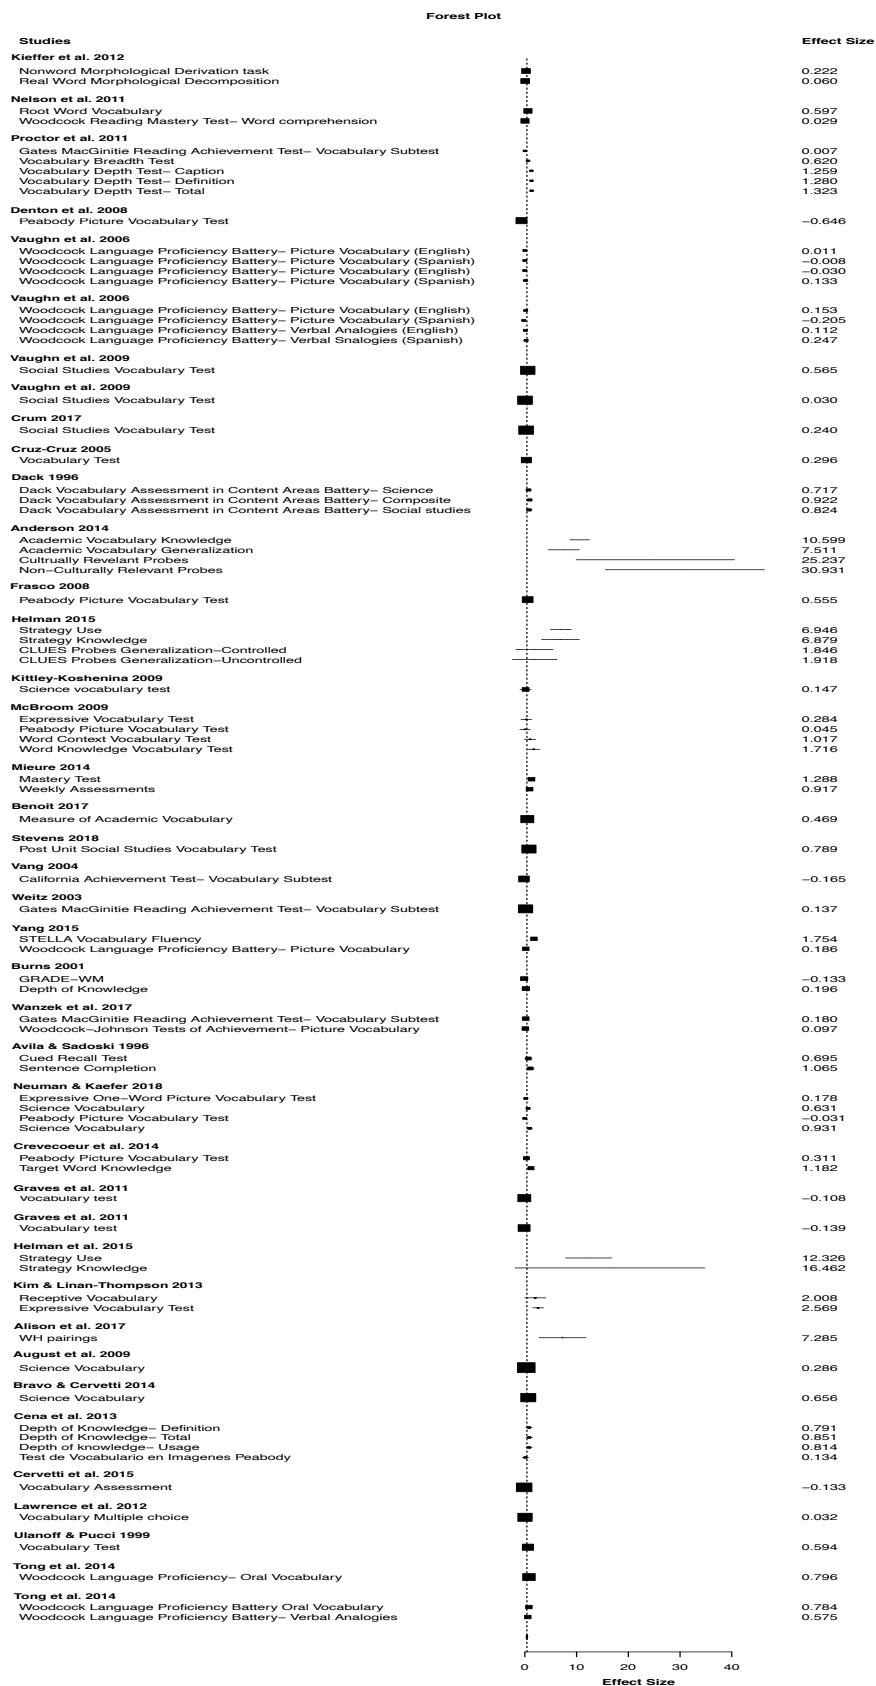 Forest Plot
Studies Effect Size
Kieffer et al. 2012
Nonword Morphological Derivation task 0.222
Real Word Morphological Decomposition 0.060
Nelson et al. 2011
Root Word Vocabulary 0.597
Woodcock Reading Mastery Test− Word comprehension 0.029
Proctor et al. 2011
Gates MacGinitie Reading Achievement Test− Vocabulary Subtest 0.007
Vocabulary Breadth Test 0.620
Vocabulary Depth Test− Caption 1.259
Vocabulary Depth Test− Definition 1.280
Vocabulary Depth Test− Total 1.323
Denton et al. 2008
Peabody Picture Vocabulary Test −0.646
Vaughn et al. 2006
Woodcock Language Proficiency Battery− Picture Vocabulary (English) 0.011
Woodcock Language Proficiency Battery− Picture Vocabulary (Spanish) −0.008
Woodcock Language Proficiency Battery− Picture Vocabulary (English) −0.030
Woodcock Language Proficiency Battery− Picture Vocabulary (Spanish) 0.133
Vaughn et al. 2006
Woodcock Language Proficiency Battery− Picture Vocabulary (English) 0.153
Woodcock Language Proficiency Battery− Picture Vocabulary (Spanish) −0.205
Woodcock Language Proficiency Battery− Verbal Analogies (English) 0.112
Woodcock Language Proficiency Battery− Verbal Snalogies (Spanish) 0.247
Vaughn et al. 2009
Social Studies Vocabulary Test 0.565
Vaughn et al. 2009
Social Studies Vocabulary Test 0.030
Crum 2017
Social Studies Vocabulary Test 0.240
Cruz-Cruz 2005
Vocabulary Test 0.296
Dack 1996
Dack Vocabulary Assessment in Content Areas Battery− Science 0.717
Dack Vocabulary Assessment in Content Areas Battery− Composite 0.922
Dack Vocabulary Assessment in Content Areas Battery− Social studies 0.824
Anderson 2014
Academic Vocabulary Knowledge 10.599
Academic Vocabulary Generalization 7.511
Cultrually Revelant Probes 25.237
Non−Culturally Relevant Probes 30.931
Frasco 2008
Peabody Picture Vocabulary Test 0.555
Helman 2015
Strategy Use 6.946
Strategy Knowledge 6.879
CLUES Probes Generalization−Controlled 1.846
CLUES Probes Generalization−Uncontrolled 1.918
Kittley-Koshenina 2009
Science vocabulary test 0.147
McBroom 2009
Expressive Vocabulary Test 0.284
Peabody Picture Vocabulary Test 0.045
Word Context Vocabulary Test 1.017
Word Knowledge Vocabulary Test 1.716
Mieure 2014
Mastery Test 1.288
Weekly Assessments 0.917
Benoit 2017
Measure of Academic Vocabulary 0.469
Stevens 2018
Post Unit Social Studies Vocabulary Test 0.789
Vang 2004
California Achievement Test− Vocabulary Subtest −0.165
Weitz 2003
Gates MacGinitie Reading Achievement Test− Vocabulary Subtest 0.137
Yang 2015
STELLA Vocabulary Fluency 1.754
Woodcock Language Proficiency Battery− Picture Vocabulary 0.186
Burns 2001
GRADE−WM −0.133
Depth of Knowledge 0.196
Wanzek et al. 2017
Gates MacGinitie Reading Achievement Test− Vocabulary Subtest 0.180
Woodcock−Johnson Tests of Achievement− Picture Vocabulary 0.097
Avila & Sadoski 1996
Cued Recall Test 0.695
Sentence Completion 1.065
Neuman & Kaefer 2018
Expressive One−Word Picture Vocabulary Test 0.178
Science Vocabulary 0.631
Peabody Picture Vocabulary Test −0.031
Science Vocabulary 0.931
Crevecoeur et al. 2014
Peabody Picture Vocabulary Test 0.311
Target Word Knowledge 1.182
Graves et al. 2011
Vocabulary test −0.108
Graves et al. 2011
Vocabulary test −0.139
Helman et al. 2015
Strategy Use 12.326
Strategy Knowledge 16.462
Kim & Linan-Thompson 2013
Receptive Vocabulary 2.008
Expressive Vocabulary Test 2.569
Alison et al. 2017
WH pairings 7.285
August et al. 2009
Science Vocabulary 0.286
Bravo & Cervetti 2014
Science Vocabulary 0.656
Cena et al. 2013
Depth of Knowledge− Definition 0.791
Depth of Knowledge− Total 0.851
Depth of knowledge− Usage 0.814
Test de Vocabulario en Imagenes Peabody 0.134
Cervetti et al. 2015
Vocabulary Assessment −0.133
Lawrence et al. 2012
Vocabulary Multiple choice 0.032
Ulanoff & Pucci 1999
Vocabulary Test 0.594
Tong et al. 2014
Woodcock Language Proficiency− Oral Vocabulary 0.796
Tong et al. 2014
Woodcock Language Proficiency Battery Oral Vocabulary 0.784
Woodcock Language Proficiency Battery− Verbal Analogies 0.575
0 10 20 30 40
Effect Size